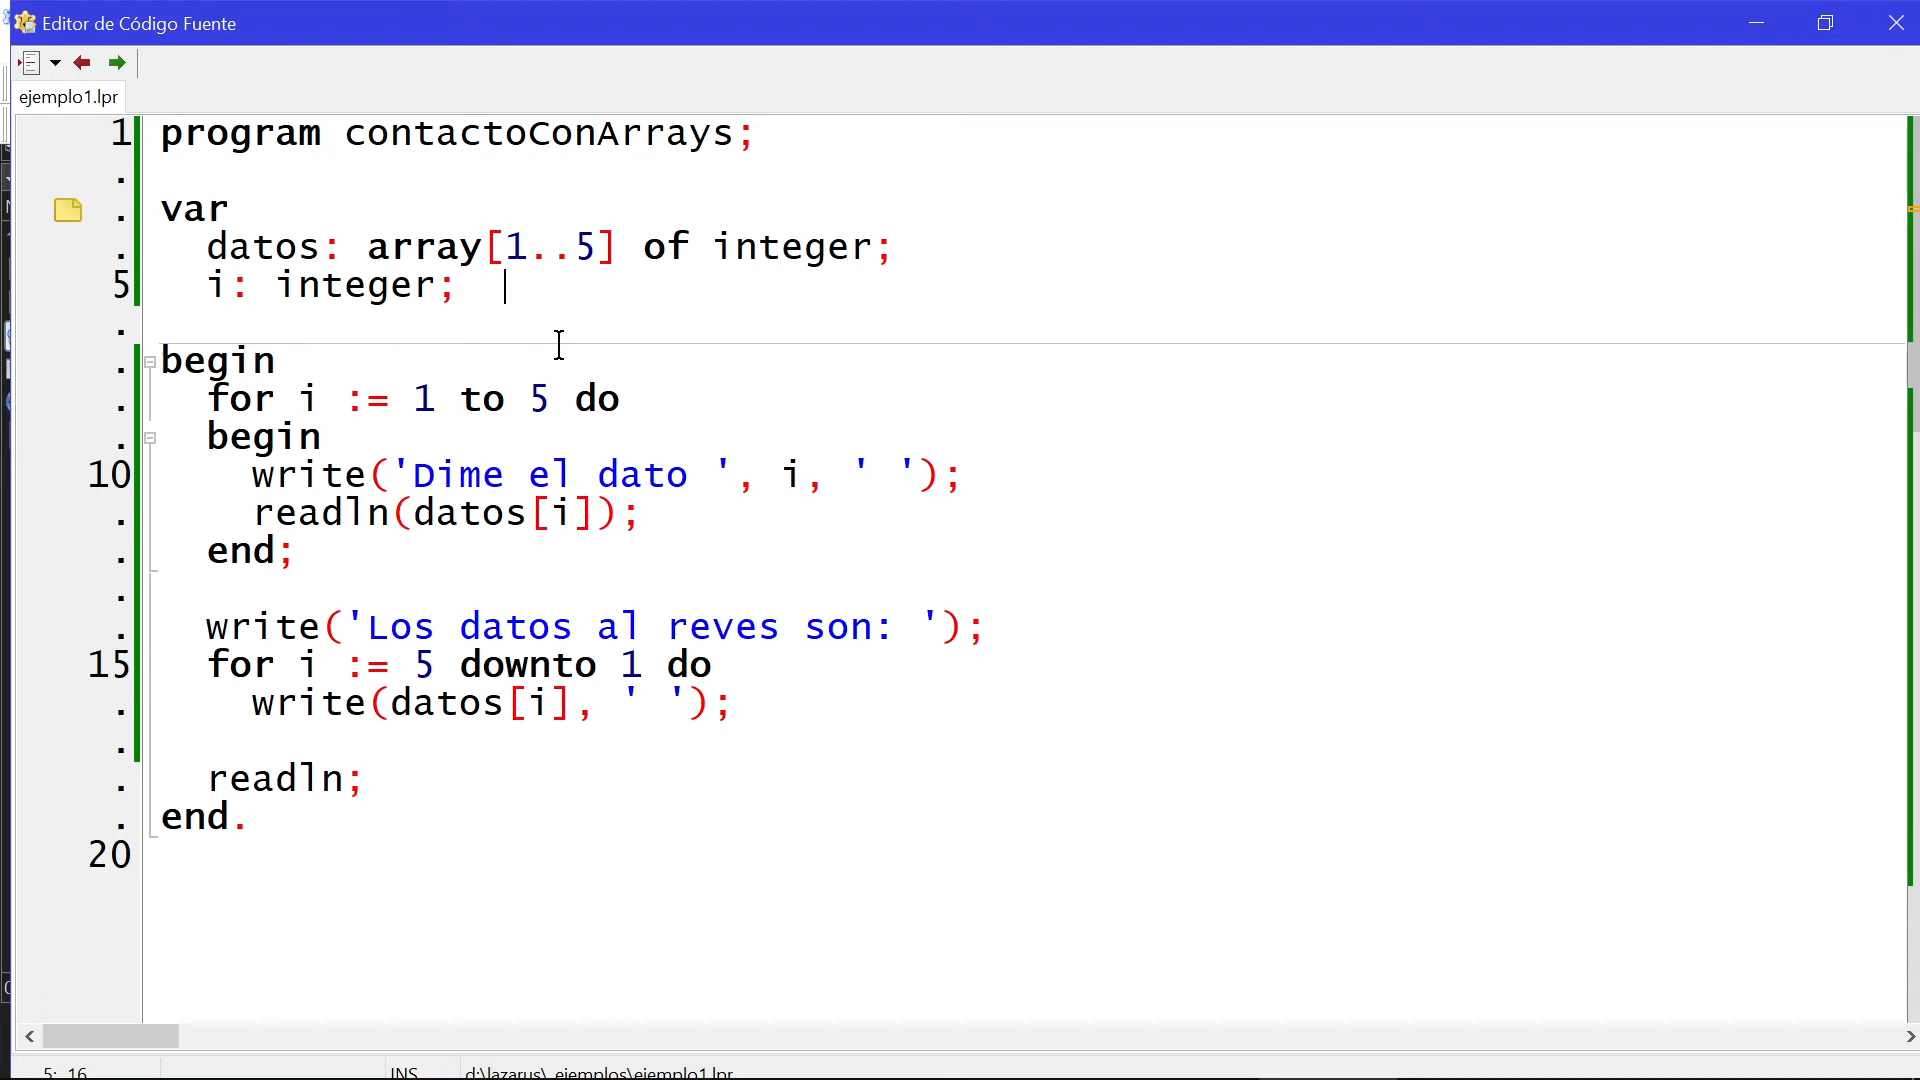 Editor de Código Fuente
ejemplo1.lpr
1 program contactoConArrays;
.
. var
. datos: array[1..5] of integer;
5 i: integer;
.
. begin
. for i := 1 to 5 do
. begin
10 write('Dime el dato ', i, ' ');
. readln(datos[i]);
. end;
.
. write('Los datos al reves son: ');
15 for i := 5 downto 1 do
. write(datos[i], ' ');
.
. readln;
. end.
20
5: 16 INS d:\lazarus\_ejemplos\ejemplo1.lpr